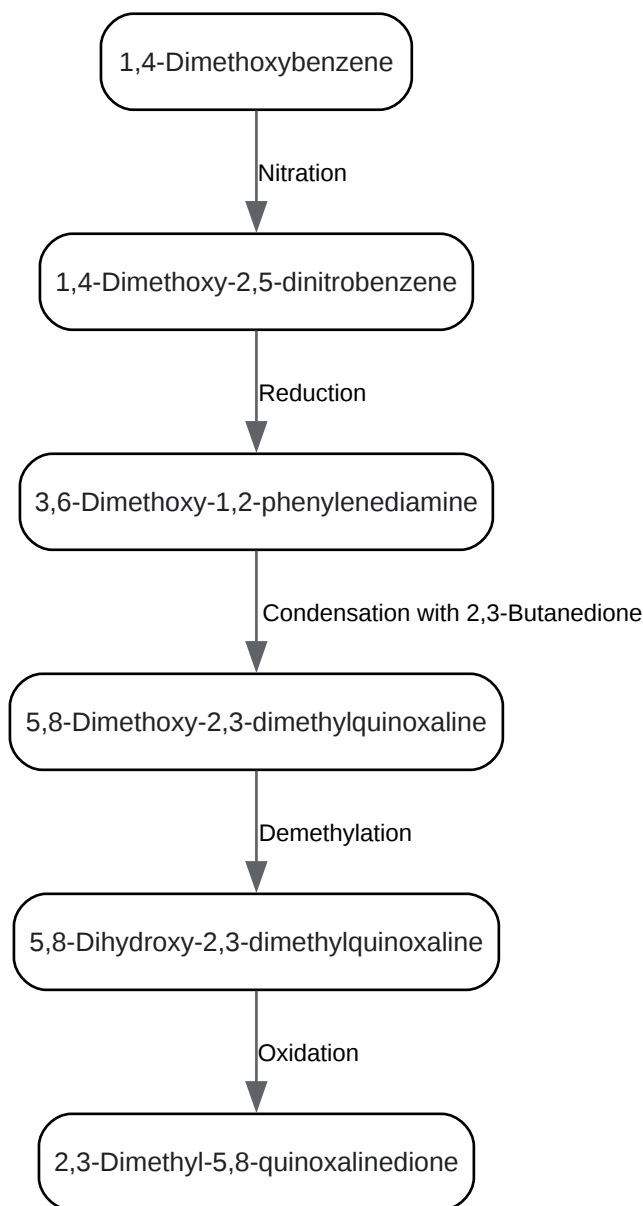 1,4-Dimethoxybenzene
Nitration
1,4-Dimethoxy-2,5-dinitrobenzene
Reduction
3,6-Dimethoxy-1,2-phenylenediamine
Condensation with 2,3-Butanedione
5,8-Dimethoxy-2,3-dimethylquinoxaline
Demethylation
5,8-Dihydroxy-2,3-dimethylquinoxaline
Oxidation
2,3-Dimethyl-5,8-quinoxalinedione